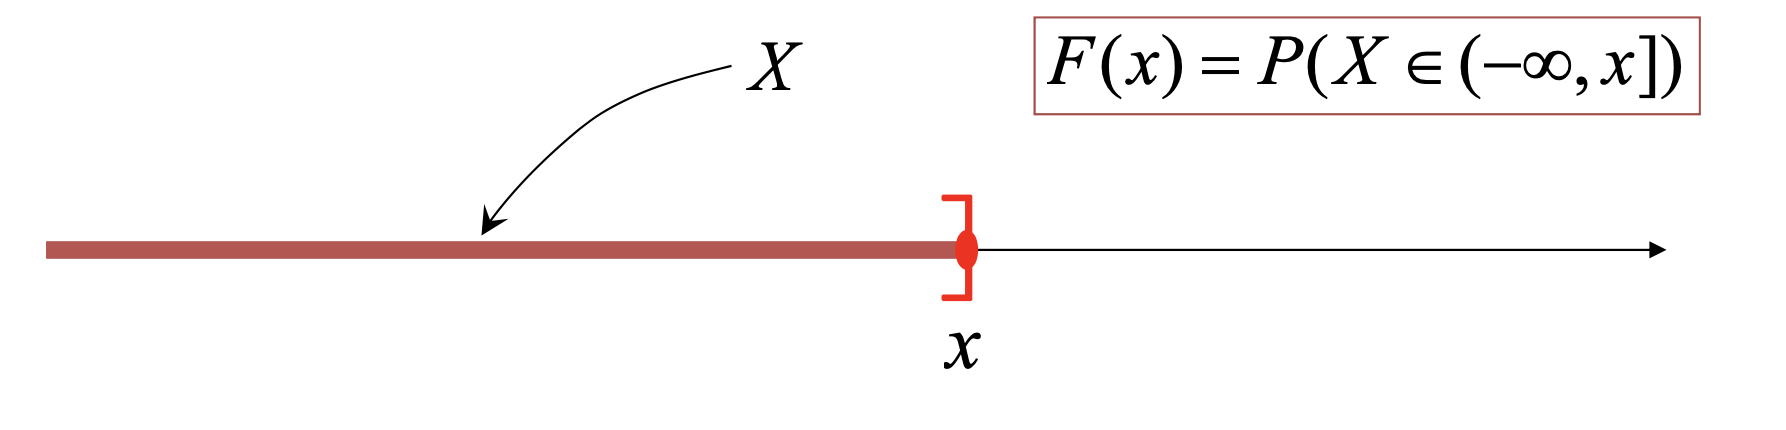 X
F(x) = P(X ∈ (−∞, x])
x